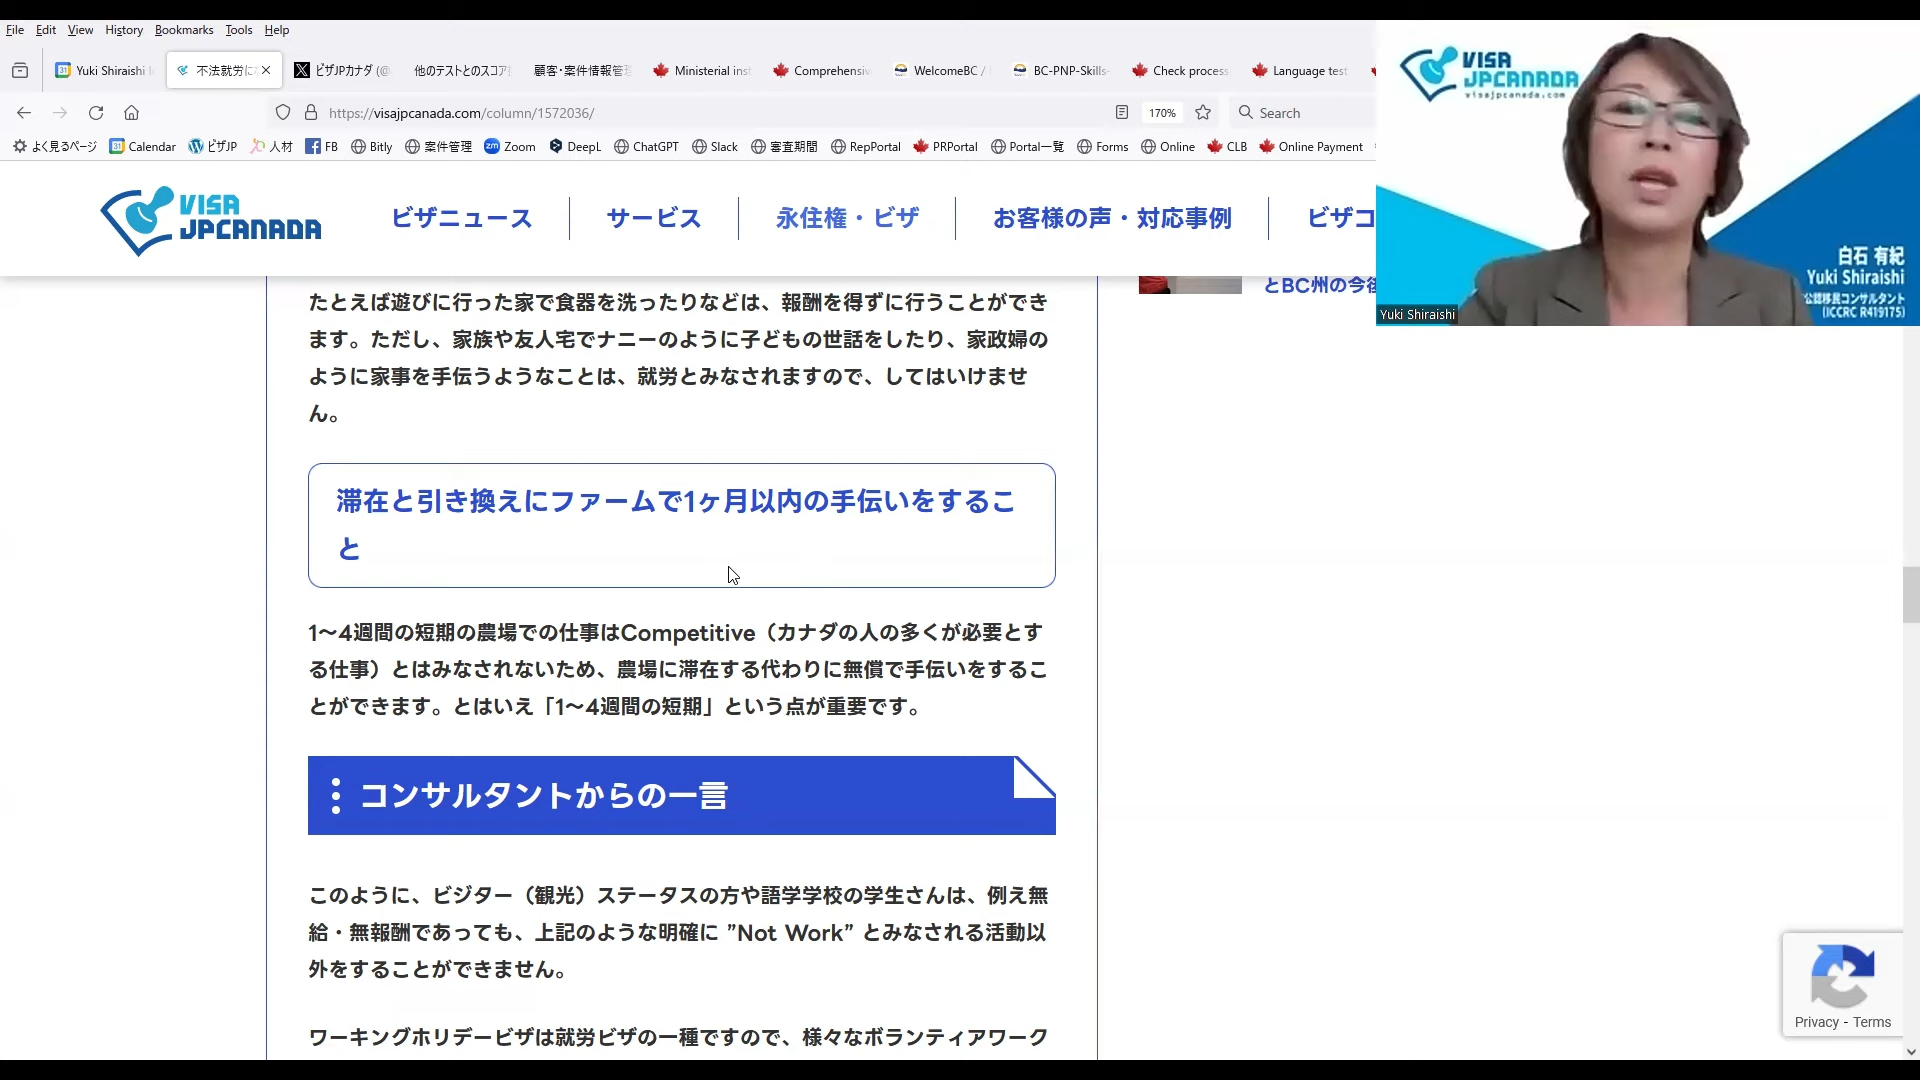 File Edit View History Bookmarks Tools Help
Yuki Shiraishi
不法就労に
ビザJPカナダ (@
他のテストとのスコア
顧客・案件情報管理
Ministerial inst
Comprehensiv
WelcomeBC /
BC-PNP-Skills-
Check process
Language test
https://visajpcanada.com/column/1572036/
170%
Search
よく見るページ Calendar ビザJP 人材 FB Bitly 案件管理 Zoom DeepL ChatGPT Slack 審査期間 RepPortal PRPortal Portal一覧 Forms Online CLB Online Payment
VISA
JPCANADA
ビザニュース サービス 永住権・ビザ お客様の声・対応事例 ビザコ
とBC州の今後
たとえば遊びに行った家で食器を洗ったりなどは、報酬を得ずに行うことができ
ます。ただし、家族や友人宅でナニーのように子どもの世話をしたり、家政婦の
ように家事を手伝うようなことは、就労とみなされますので、してはいけませ
ん。
滞在と引き換えにファームで1ヶ月以内の手伝いをするこ
と
1〜4週間の短期の農場での仕事はCompetitive（カナダの人の多くが必要とす
る仕事）とはみなされないため、農場に滞在する代わりに無償で手伝いをするこ
とができます。とはいえ「1〜4週間の短期」という点が重要です。
コンサルタントからの一言
このように、ビジター（観光）ステータスの方や語学学校の学生さんは、例え無
給・無報酬であっても、上記のような明確に ”Not Work” とみなされる活動以
外をすることができません。
ワーキングホリデービザは就労ビザの一種ですので、様々なボランティアワーク
VISA
JPCANADA
visajpcanada.com
白石 有紀
Yuki Shiraishi
公認移民コンサルタント
(ICCRC R419175)
Yuki Shiraishi
Privacy - Terms